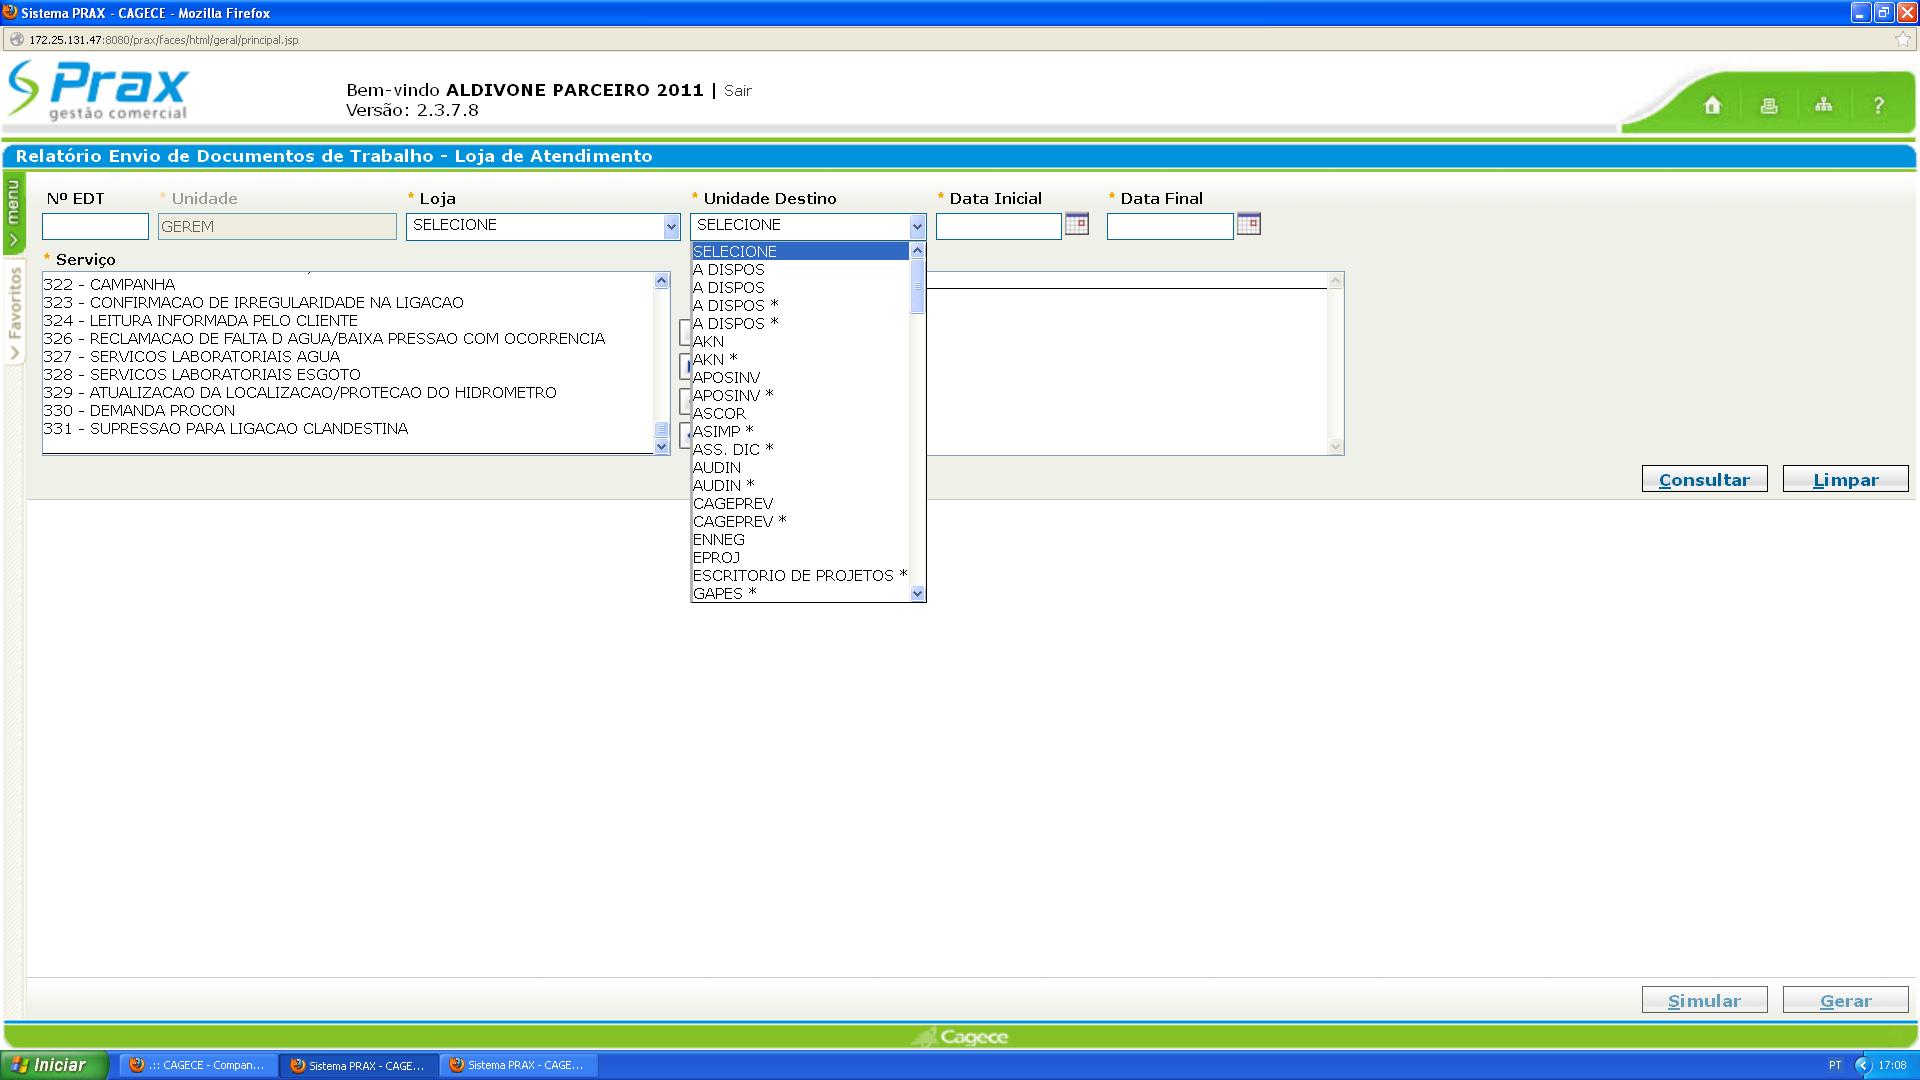 Sistema PRAX - CAGECE - Mozilla Firefox
172.25.131.47:8080/prax/faces/html/geral/principal.jsp
Prax
gestão comercial
Bem-vindo ALDIVONE PARCEIRO 2011 | Sair
Versão: 2.3.7.8
?
Relatório Envio de Documentos de Trabalho - Loja de Atendimento
menu
Favoritos
Nº EDT * Unidade * Loja * Unidade Destino * Data Inicial * Data Final
GEREM SELECIONE SELECIONE
* Serviço
322 - CAMPANHA
323 - CONFIRMACAO DE IRREGULARIDADE NA LIGACAO
324 - LEITURA INFORMADA PELO CLIENTE
326 - RECLAMACAO DE FALTA D AGUA/BAIXA PRESSAO COM OCORRENCIA
327 - SERVICOS LABORATORIAIS AGUA
328 - SERVICOS LABORATORIAIS ESGOTO
329 - ATUALIZACAO DA LOCALIZACAO/PROTECAO DO HIDROMETRO
330 - DEMANDA PROCON
331 - SUPRESSAO PARA LIGACAO CLANDESTINA
SELECIONE
A DISPOS
A DISPOS
A DISPOS *
A DISPOS *
AKN
AKN *
APOSINV
APOSINV *
ASCOR
ASIMP *
ASS. DIC *
AUDIN
AUDIN *
CAGEPREV
CAGEPREV *
ENNEG
EPROJ
ESCRITORIO DE PROJETOS *
GAPES *
Consultar Limpar
Simular Gerar
Cagece
Iniciar
.:: CAGECE - Compan...
Sistema PRAX - CAGE...
Sistema PRAX - CAGE...
PT
17:08